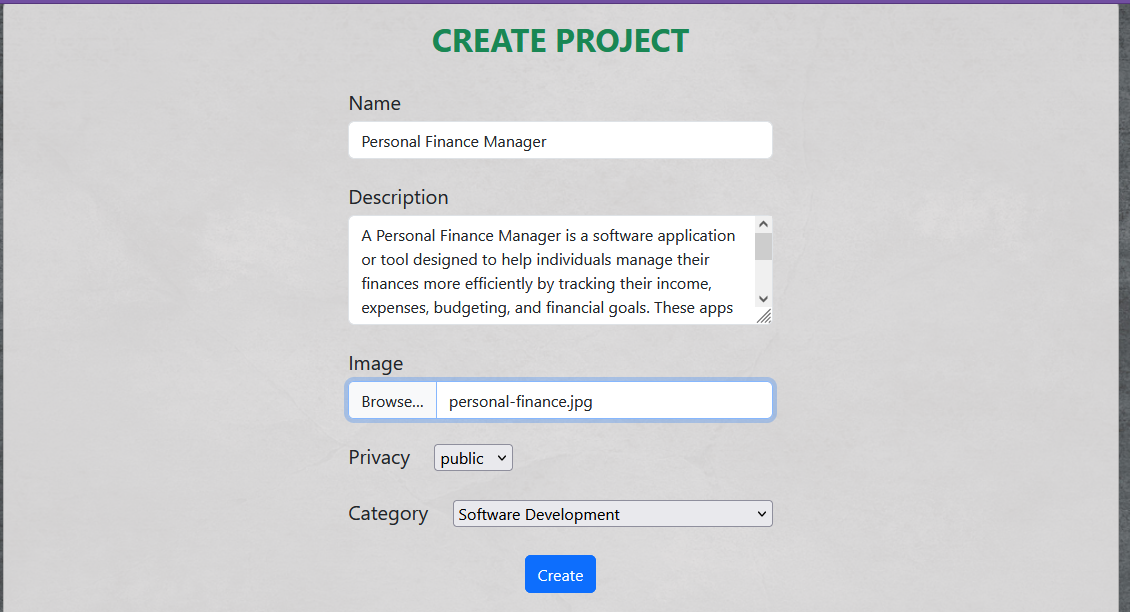 CREATE PROJECT
Name
Personal Finance Manager
Description
A Personal Finance Manager is a software application
or tool designed to help individuals manage their
finances more efficiently by tracking their income,
expenses, budgeting, and financial goals. These apps
Image
Browse... personal-finance.jpg
Privacy public
Category Software Development
Create